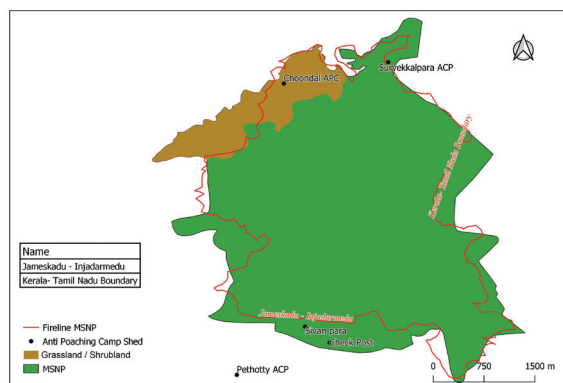 Suryekkalpara ACP
Choondal APC
Kerala- Tamil Nadu Boundary
Name
Jameskadu - Injadarmedu
Kerala- Tamil Nadu Boundary
Jameskadu - Injadarmedu
Sivan para
Check Post
Fireline MSNP
Anti Poaching Camp Shed
Grassland / Shrubland
MSNP
Pethotty ACP
0 750 1500 m